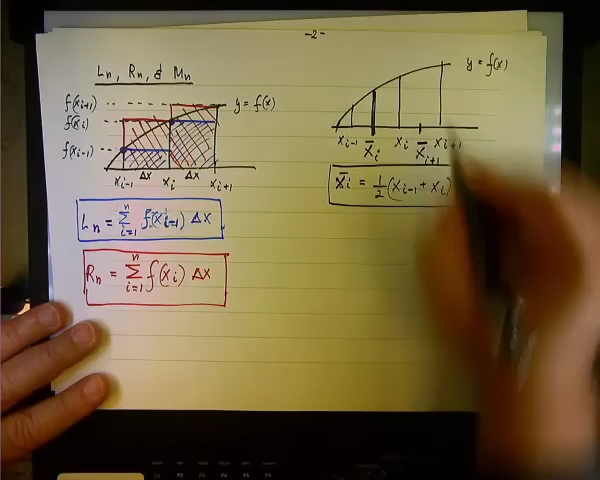 -2-
Ln, Rn, & Mn
f(xi+1)
f(xi)
f(xi-1)
y = f(x)
Δx Δx
xi-1 xi xi+1
Ln = Σ i=1 n f(xi-1) Δx
Rn = Σ i=1 n f(xi) Δx
y = f(x)
xi-1 x̄i xi x̄i+1 xi+1
x̄i = 1/2 (xi-1 + xi)